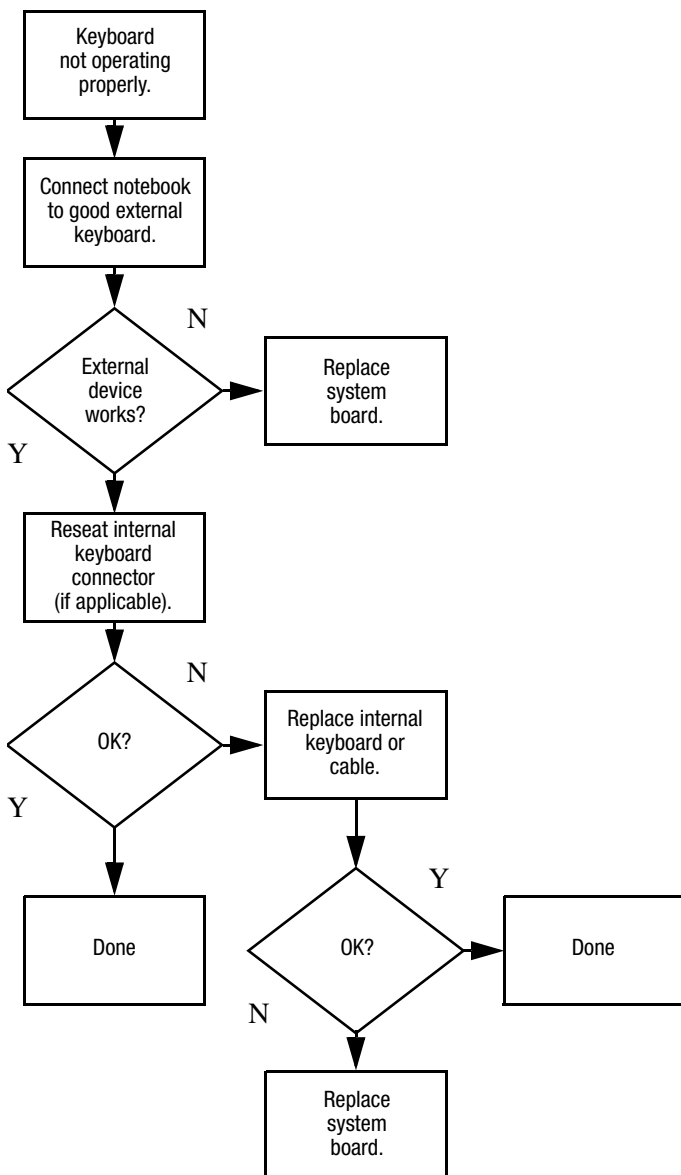 Keyboard
not operating
properly.
Connect notebook
to good external
keyboard.
N
External
device
works?
Replace
system
board.
Y
Reseat internal
keyboard
connector
(if applicable).
N
OK?
Replace internal
keyboard or
cable.
Y
Done
Y
OK?
Done
N
Replace
system
board.